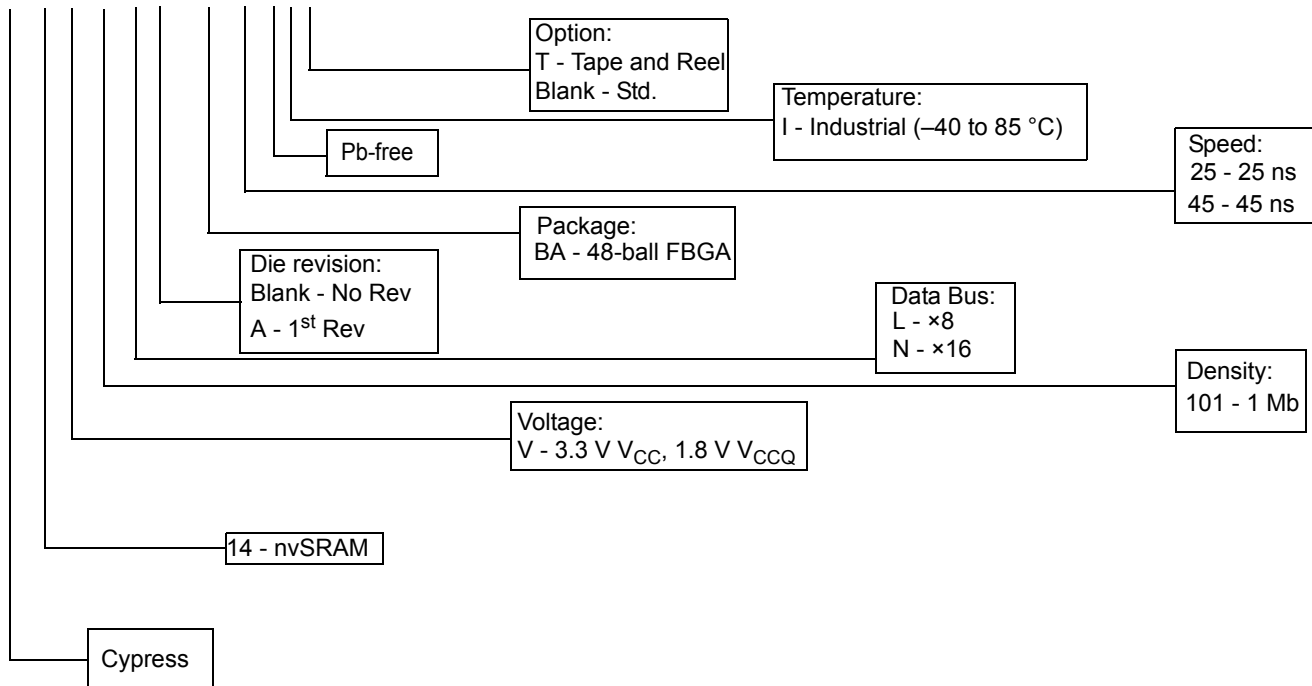 Option:
T - Tape and Reel
Blank - Std.
Temperature:
I - Industrial (–40 to 85 °C)
Pb-free
Speed:
25 - 25 ns
45 - 45 ns
Package:
BA - 48-ball FBGA
Die revision:
Blank - No Rev
A - 1st Rev
Data Bus:
L - ×8
N - ×16
Density:
101 - 1 Mb
Voltage:
V - 3.3 V VCC, 1.8 V VCCQ
14 - nvSRAM
Cypress